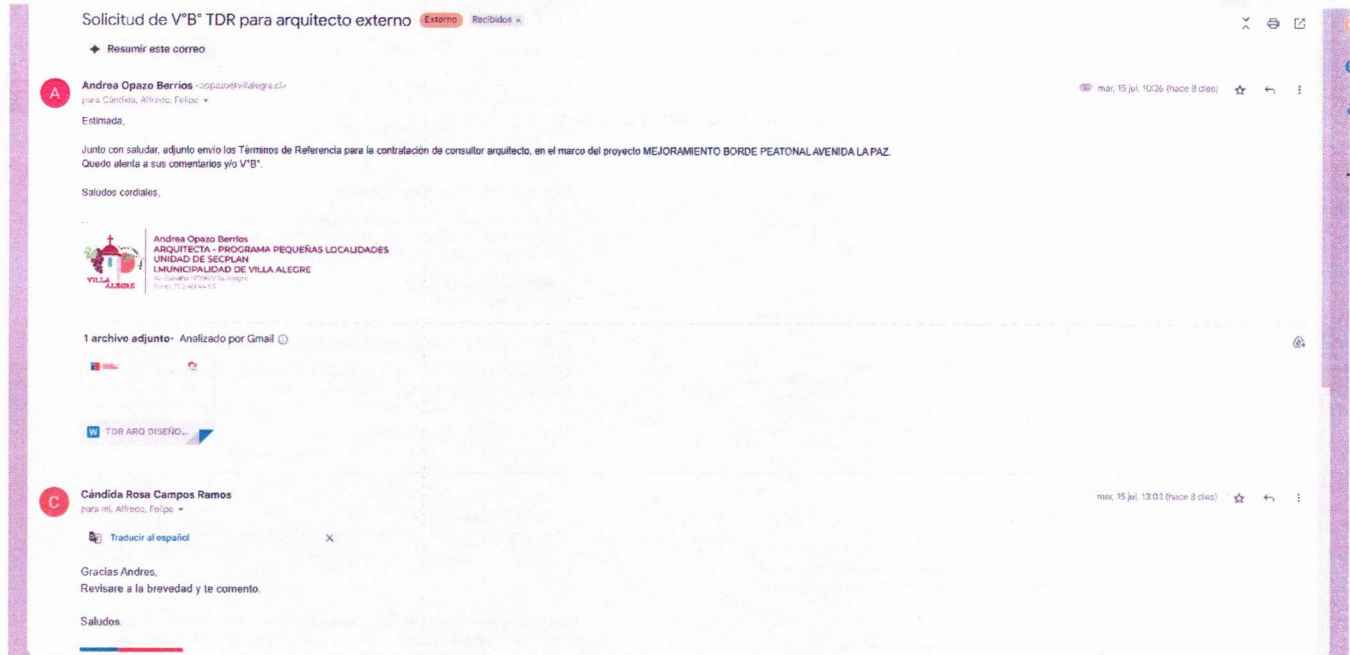 Solicitud de V°B° TDR para arquitecto externo Externo Recibidos x
Resumir este correo
A
Andrea Opazo Berrios <aopazo@villalegre.cl>
mar, 15 jul, 10:26 (hace 8 días)
para Cándida, Alfredo, Felipe
Estimada,
Junto con saludar, adjunto envio los Términos de Referencia para la contratación de consultor arquitecto, en el marco del proyecto MEJORAMIENTO BORDE PEATONAL AVENIDA LA PAZ.
Quedo atenta a sus comentarios y/o V°B°.
Saludos cordiales,
VILLA
ALEGRE
Andrea Opazo Berrios
ARQUITECTA - PROGRAMA PEQUEÑAS LOCALIDADES
UNIDAD DE SECPLAN
I.MUNICIPALIDAD DE VILLA ALEGRE
1 archivo adjunto· Analizado por Gmail
W TDR ARQ DISEÑO...
C
Cándida Rosa Campos Ramos
mar, 15 jul, 13:03 (hace 8 días)
para mí, Alfredo, Felipe
Traducir al español ×
Gracias Andres,
Revisare a la brevedad y te comento.
Saludos.